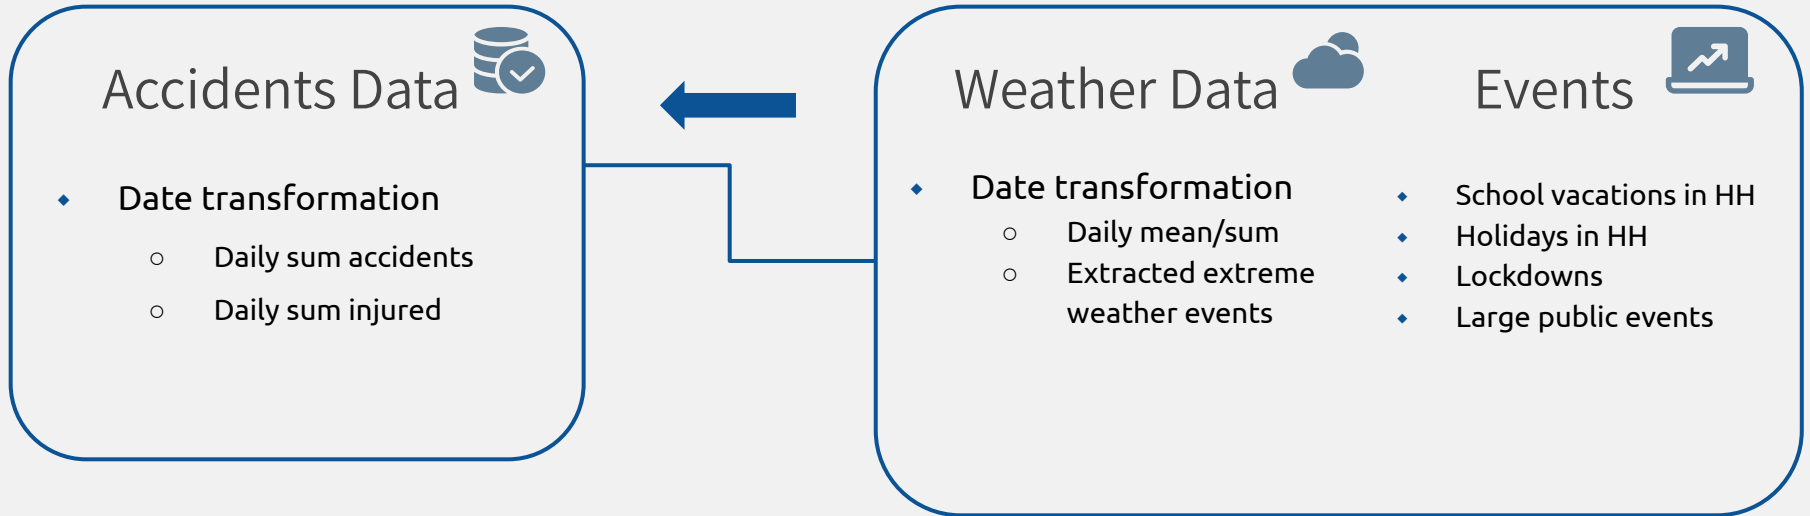 Accidents Data
Date transformation
Daily sum accidents
Daily sum injured
Weather Data
Date transformation
Daily mean/sum
Extracted extreme
weather events
Events
School vacations in HH
Holidays in HH
Lockdowns
Large public events